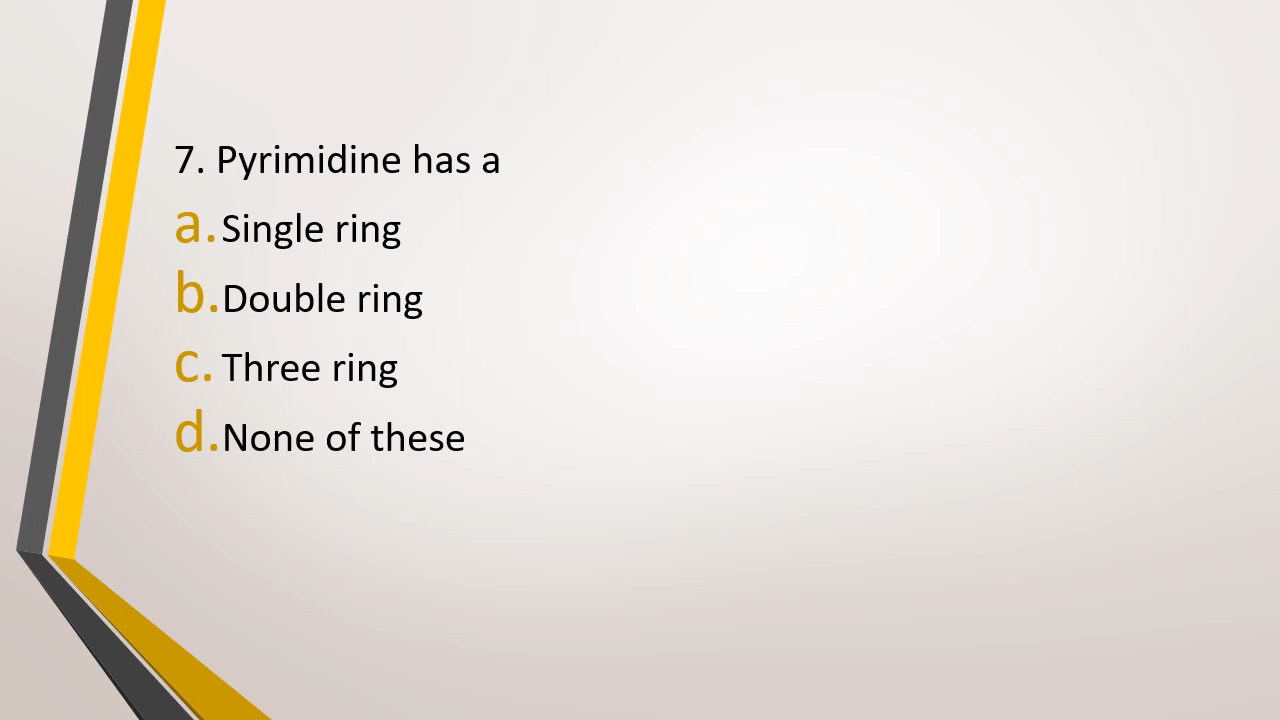 7. Pyrimidine has a
a. Single ring
b. Double ring
c. Three ring
d. None of these